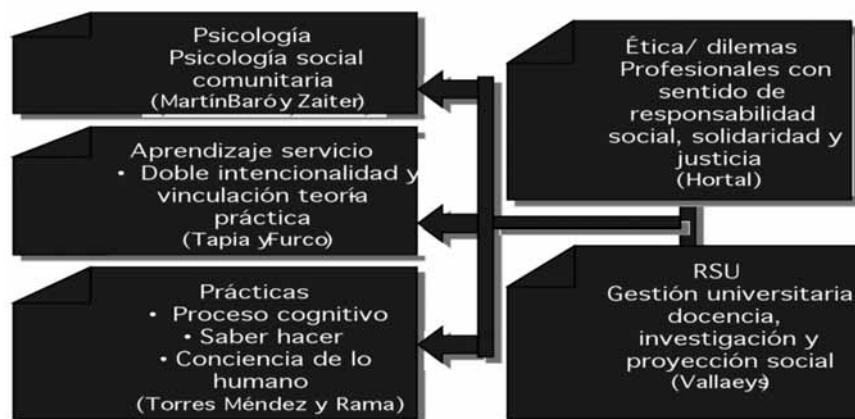 Psicología
Psicología social
comunitaria
(MartínBaró y Zaiter)
Aprendizaje servicio
• Doble intencionalidad y
vinculación teoría
práctica
(Tapia y Furco)
Prácticas
• Proceso cognitivo
• Saber hacer
• Conciencia de lo
humano
(Torres Méndez y Rama)
Ética/ dilemas
Profesionales con
sentido de
responsabilidad
social, solidaridad y
justicia
(Hortal)
RSU
Gestión universitaria
docencia,
investigación y
proyección social
(Vallaeys)